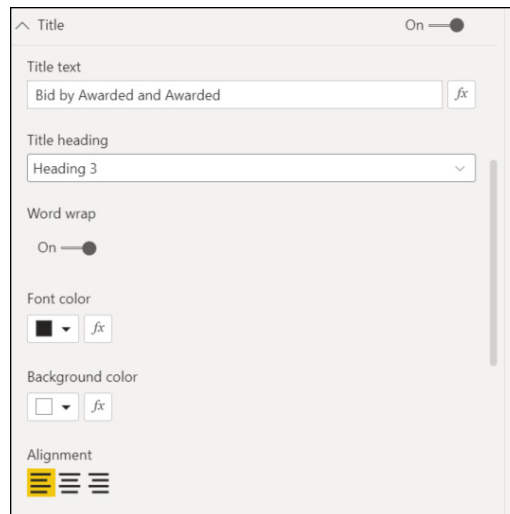 Title
On
Title text
Bid by Awarded and Awarded
fx
Title heading
Heading 3
Word wrap
On
Font color
fx
Background color
fx
Alignment